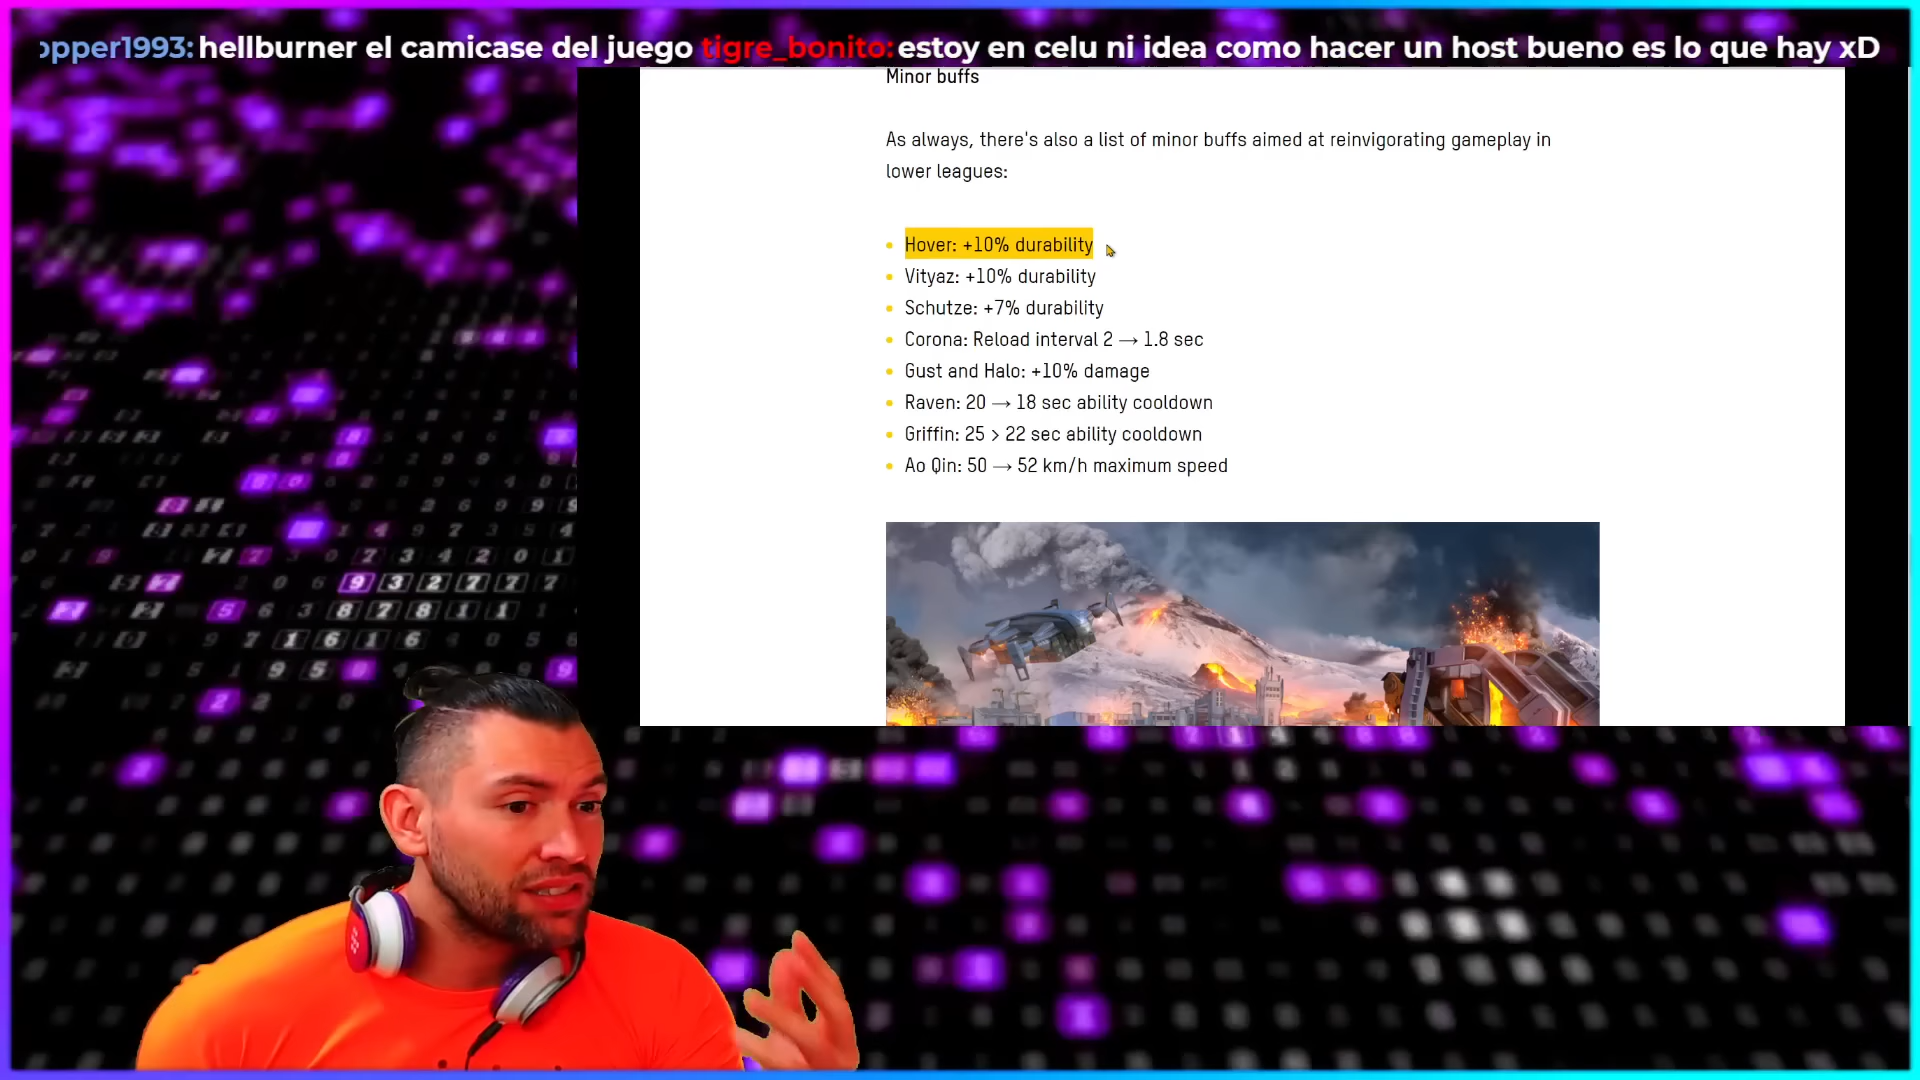 opper1993: hellburner el camicase del juego tigre_bonito: estoy en celu ni idea como hacer un host bueno es lo que hay xD
Minor buffs
As always, there's also a list of minor buffs aimed at reinvigorating gameplay in
lower leagues:
Hover: +10% durability
Vityaz: +10% durability
Schutze: +7% durability
Corona: Reload interval 2 → 1.8 sec
Gust and Halo: +10% damage
Raven: 20 → 18 sec ability cooldown
Griffin: 25 > 22 sec ability cooldown
Ao Qin: 50 → 52 km/h maximum speed